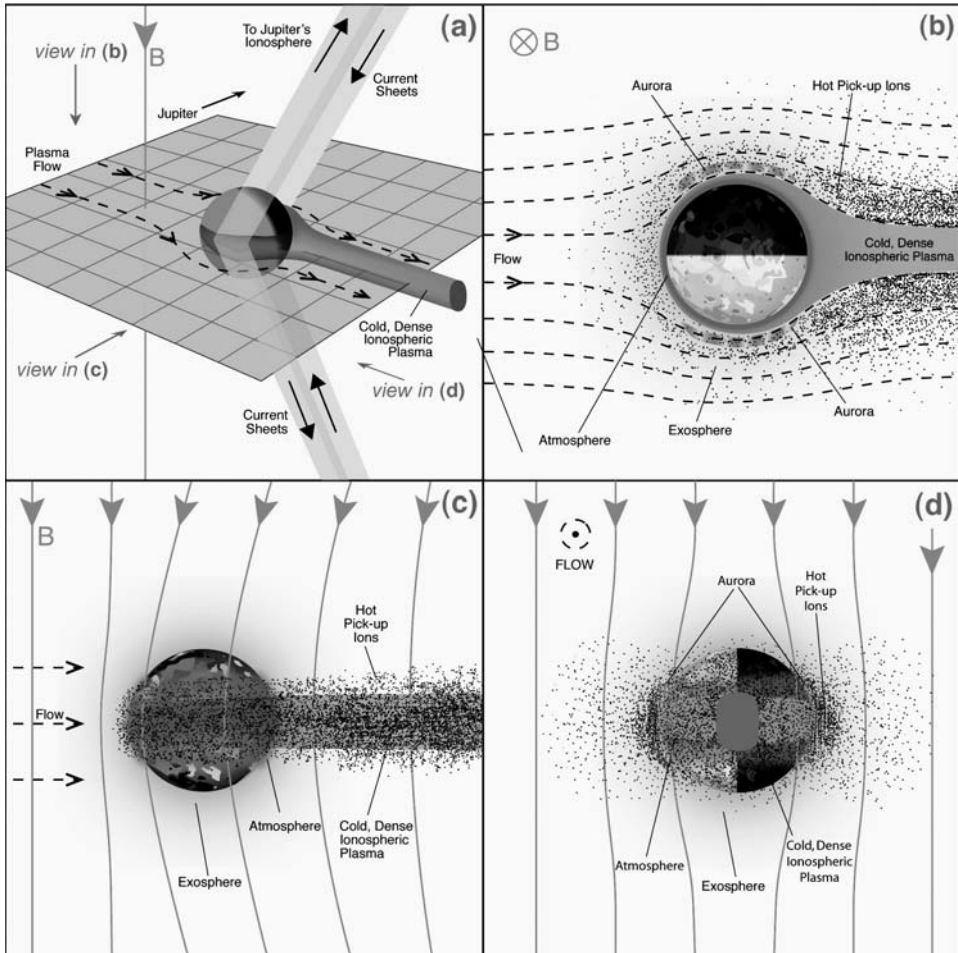 (a)
To Jupiter's
Ionosphere
view in (b)
B
Current
Sheets
Jupiter
Plasma
Flow
Cold, Dense
Ionospheric
Plasma
view in (c)
view in (d)
Current
Sheets
(b)
B
Aurora
Hot Pick-up Ions
Flow
Cold, Dense
Ionospheric Plasma
Atmosphere
Exosphere
Aurora
(c)
B
Hot
Pick-up
Ions
Flow
Atmosphere
Cold, Dense
Ionospheric
Plasma
Exosphere
(d)
FLOW
Aurora
Hot
Pick-up
Ions
Atmosphere
Exosphere
Cold, Dense
Ionospheric
Plasma